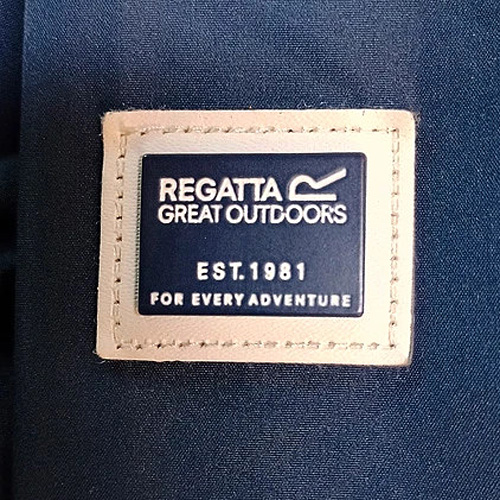 REGATTA
GREAT OUTDOORS
EST.1981
FOR EVERY ADVENTURE